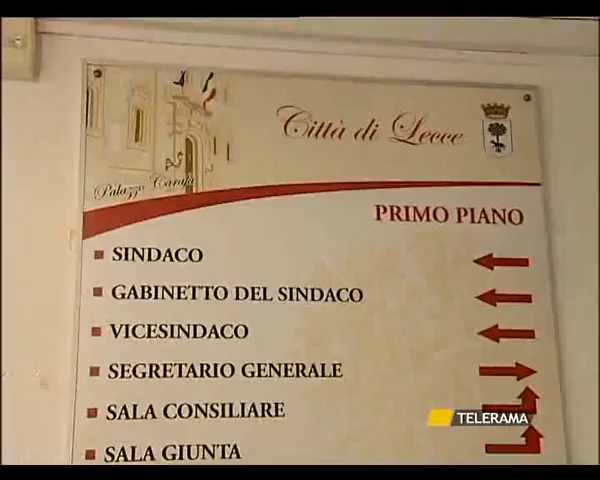 Città di Lecce
Palazzo Carafa
PRIMO PIANO
SINDACO
GABINETTO DEL SINDACO
VICESINDACO
SEGRETARIO GENERALE
SALA CONSILIARE
TELERAMA
SALA GIUNTA